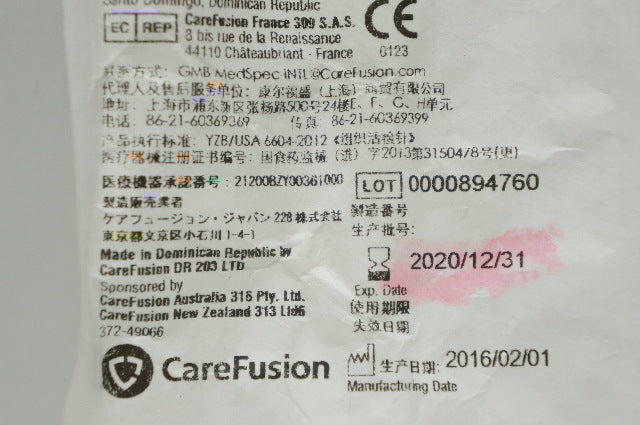 Santo Domingo, Dominican Republic
EC REP CareFusion France 309 S.A.S.
8 bis rue de la Renaissance
44110 Châteaubriant - France
CE
0123
联系方式: GMB MedSpec INTL@CareFusion.com
代理人及售后服务单位: 康尔福盛（上海）商贸有限公司
地址: 上海市浦东新区张杨路500号24楼E、F、G、H单元
电话: 86-21-60369369 传真: 86-21-60369399
产品执行标准: YZB/USA 6604-2012《组织活检针》
医疗器械注册证书编号: 国食药监械（进）字2013第3150478号(更)
医療機器承認番号: 21200BZY00361000
製造販売業者
ケアフュージョン・ジャパン 228 株式会社
東京都文京区小石川 1-4-1
Made in Dominican Republic by
CareFusion DR 203 LTD
Sponsored by
CareFusion Australia 316 Pty. Ltd.
CareFusion New Zealand 313 Ltd
372-49066
CareFusion
LOT 0000894760
製造番号
生产批号:
2020/12/31
Exp. Date
使用期限
失效日期
生产日期: 2016/02/01
Manufacturing Date